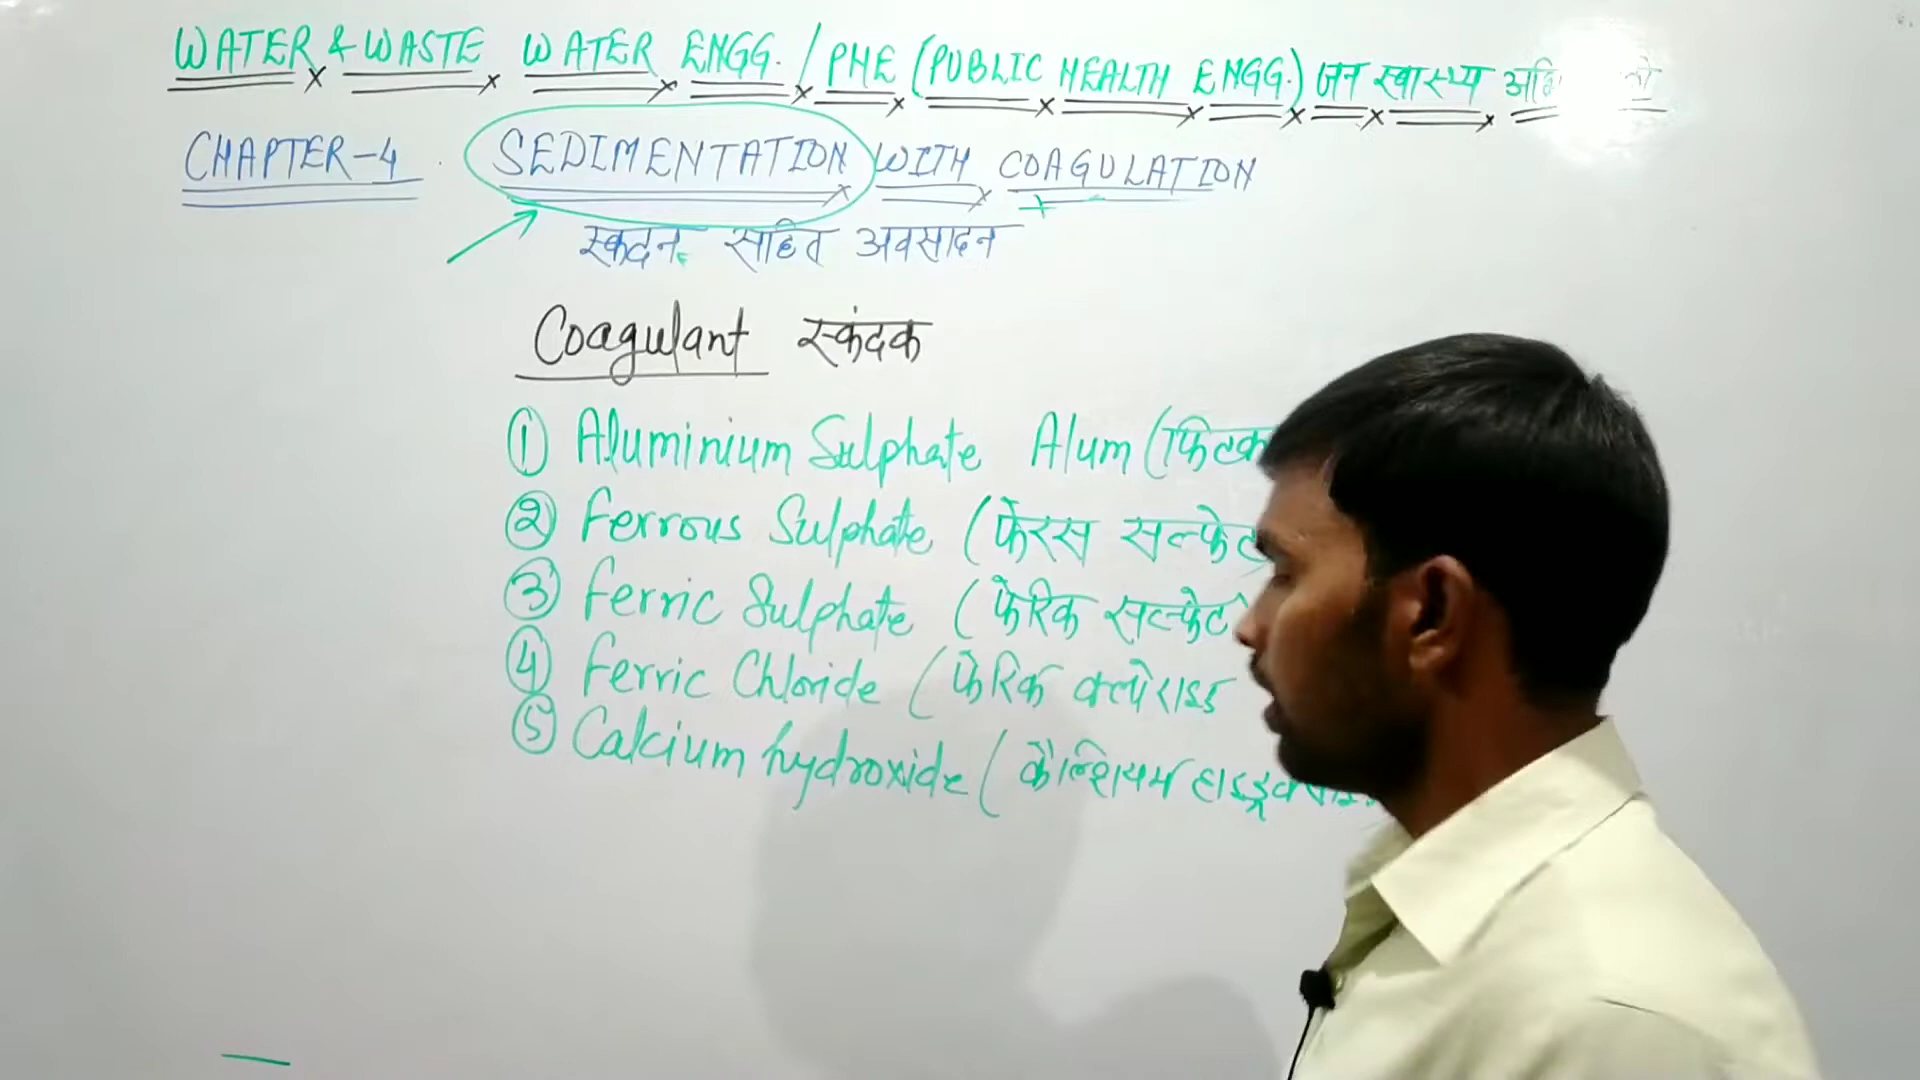 WATER & WASTE WATER ENGG. / PHE (PUBLIC HEALTH ENGG.) जन स्वास्थ्य
CHAPTER-4 SEDIMENTATION WITH COAGULATION
स्कदन सहित अवसादन
Coagulant स्कंदक
① Aluminium Sulphate Alum (
② Ferrous Sulphate (फेरस सल्फेट
③ Ferric Sulphate (फेरिक सल्फेट)
④ Ferric Chloride (फेरिक क्लोराइड
⑤ Calcium hydroxide (कैल्शियम